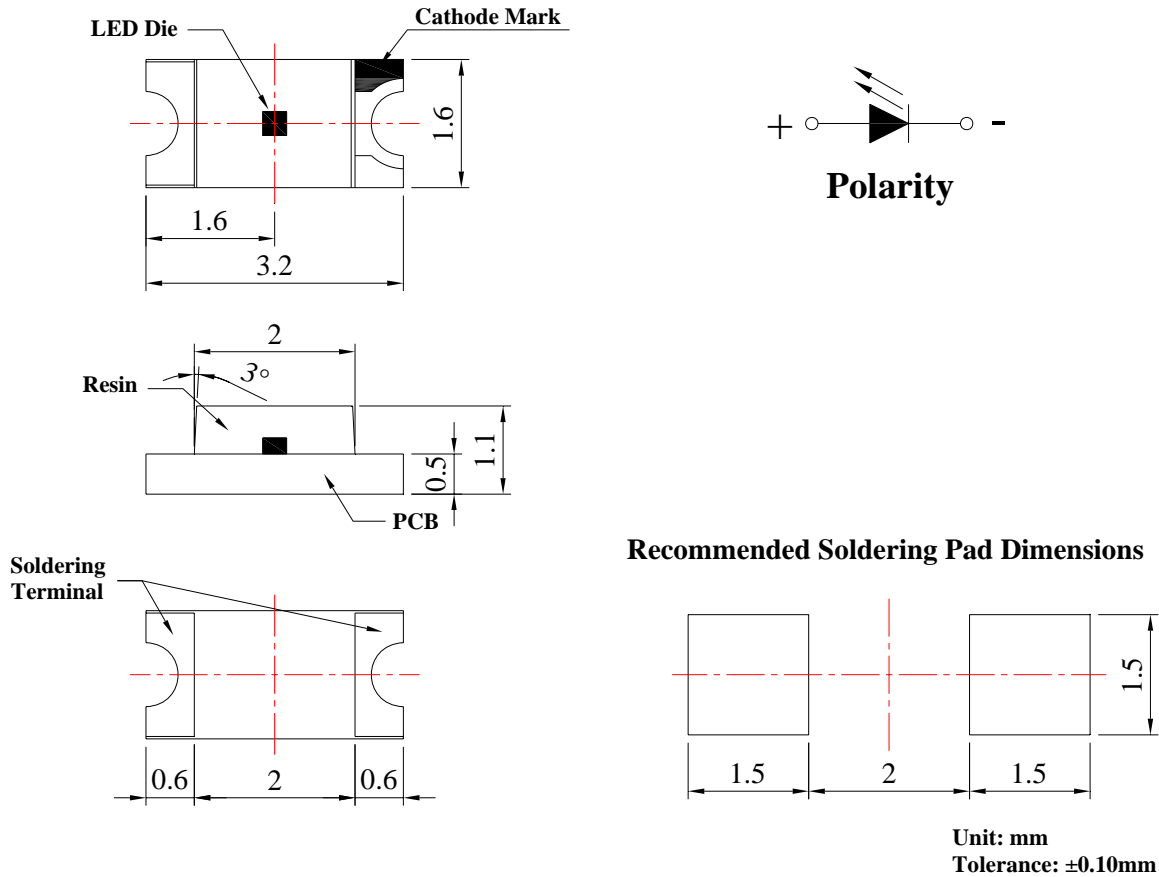 LED Die
Cathode Mark
1.6
1.6
3.2
+
-
Polarity
2
3°
Resin
1.1
0.5
PCB
Soldering
Terminal
0.6
2
0.6
Recommended Soldering Pad Dimensions
1.5
1.5
2
1.5
Unit: mm
Tolerance: ±0.10mm